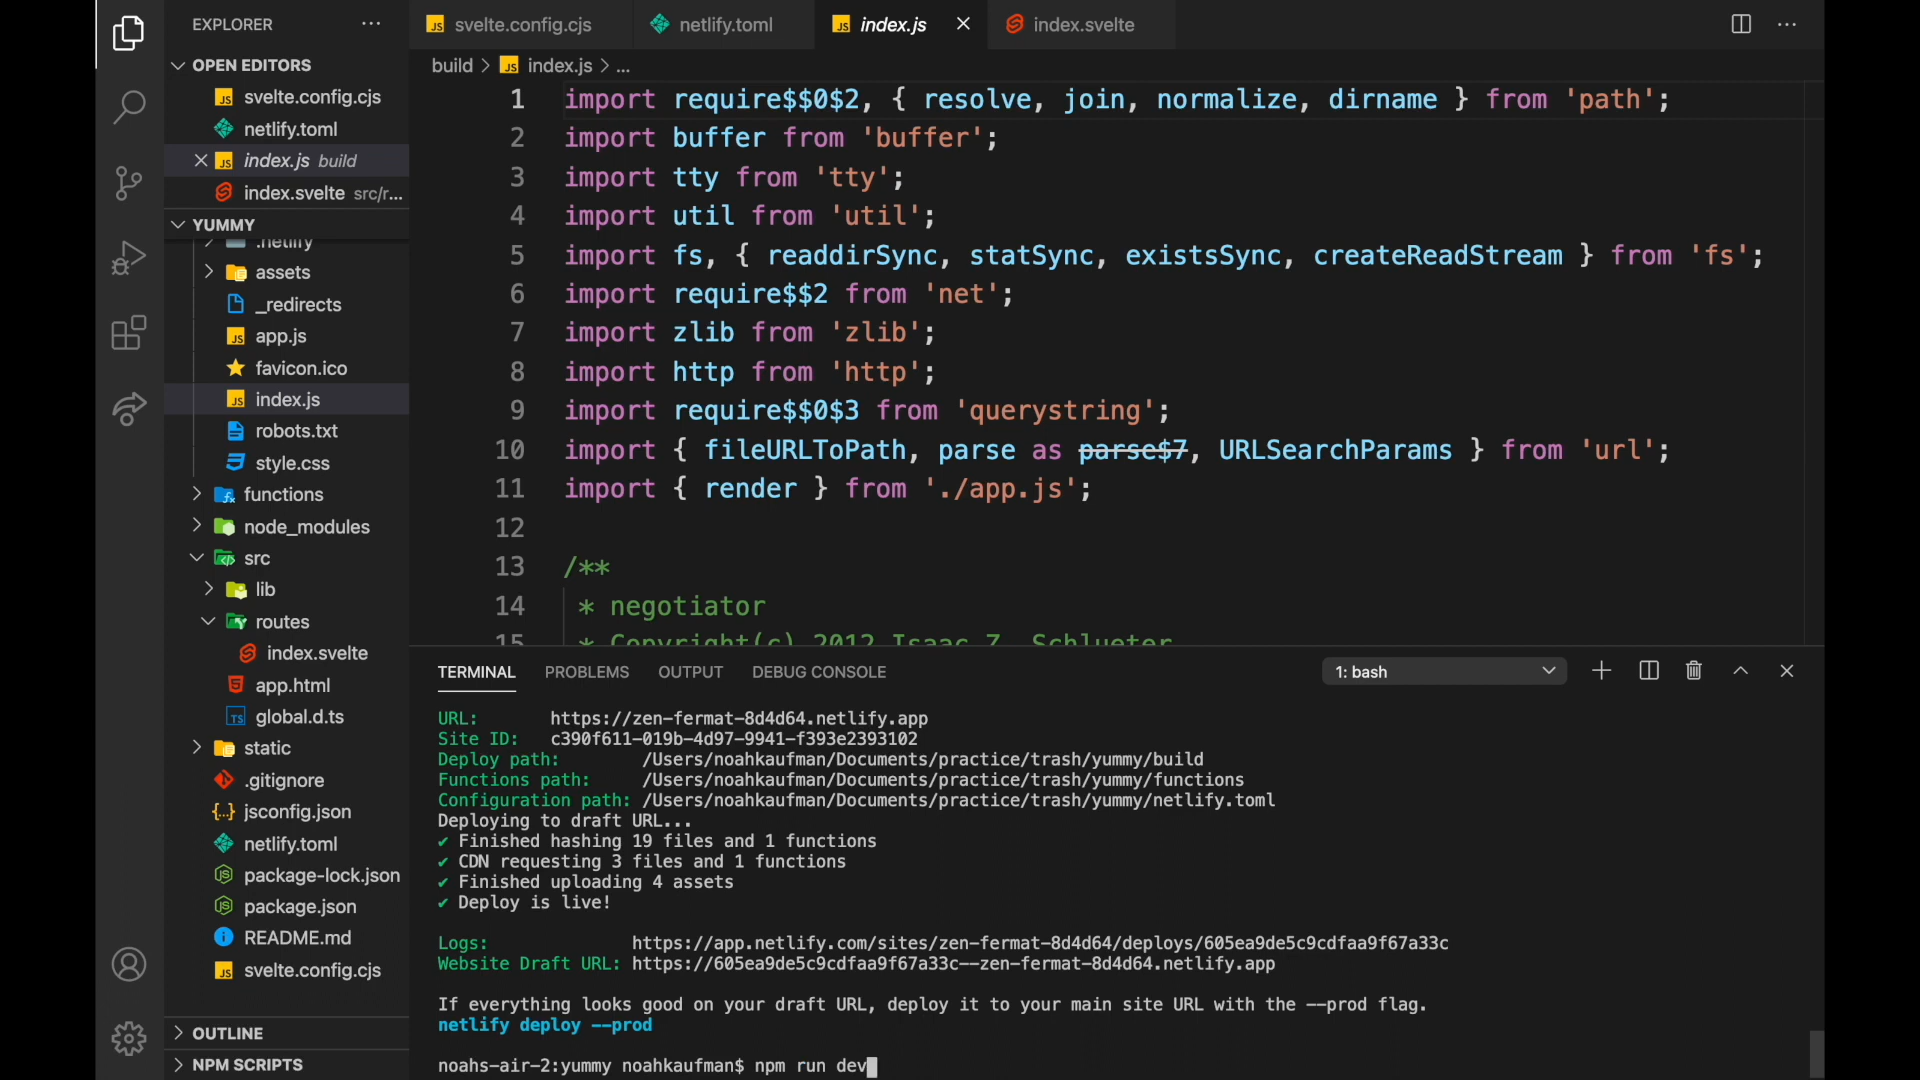 EXPLORER
OPEN EDITORS
svelte.config.cjs
netlify.toml
index.js build
index.svelte src/r...
YUMMY
.netlify
assets
_redirects
app.js
favicon.ico
index.js
robots.txt
style.css
functions
node_modules
src
lib
routes
index.svelte
app.html
global.d.ts
static
.gitignore
jsconfig.json
netlify.toml
package-lock.json
package.json
README.md
svelte.config.cjs
OUTLINE
NPM SCRIPTS
svelte.config.cjs
netlify.toml
index.js
index.svelte
build > index.js > ...
1 import require$$0$2, { resolve, join, normalize, dirname } from 'path';
2 import buffer from 'buffer';
3 import tty from 'tty';
4 import util from 'util';
5 import fs, { readdirSync, statSync, existsSync, createReadStream } from 'fs';
6 import require$$2 from 'net';
7 import zlib from 'zlib';
8 import http from 'http';
9 import require$$0$3 from 'querystring';
10 import { fileURLToPath, parse as parse$7, URLSearchParams } from 'url';
11 import { render } from './app.js';
12
13 /**
14 * negotiator
15 * Copyright(c) 2012 Isaac Z. Schlueter
TERMINAL PROBLEMS OUTPUT DEBUG CONSOLE
1: bash
URL: https://zen-fermat-8d4d64.netlify.app
Site ID: c390f611-019b-4d97-9941-f393e2393102
Deploy path: /Users/noahkaufman/Documents/practice/trash/yummy/build
Functions path: /Users/noahkaufman/Documents/practice/trash/yummy/functions
Configuration path: /Users/noahkaufman/Documents/practice/trash/yummy/netlify.toml
Deploying to draft URL...
✔ Finished hashing 19 files and 1 functions
✔ CDN requesting 3 files and 1 functions
✔ Finished uploading 4 assets
✔ Deploy is live!
Logs: https://app.netlify.com/sites/zen-fermat-8d4d64/deploys/605ea9de5c9cdfaa9f67a33c
Website Draft URL: https://605ea9de5c9cdfaa9f67a33c--zen-fermat-8d4d64.netlify.app
If everything looks good on your draft URL, deploy it to your main site URL with the --prod flag.
netlify deploy --prod
noahs-air-2:yummy noahkaufman$ npm run dev